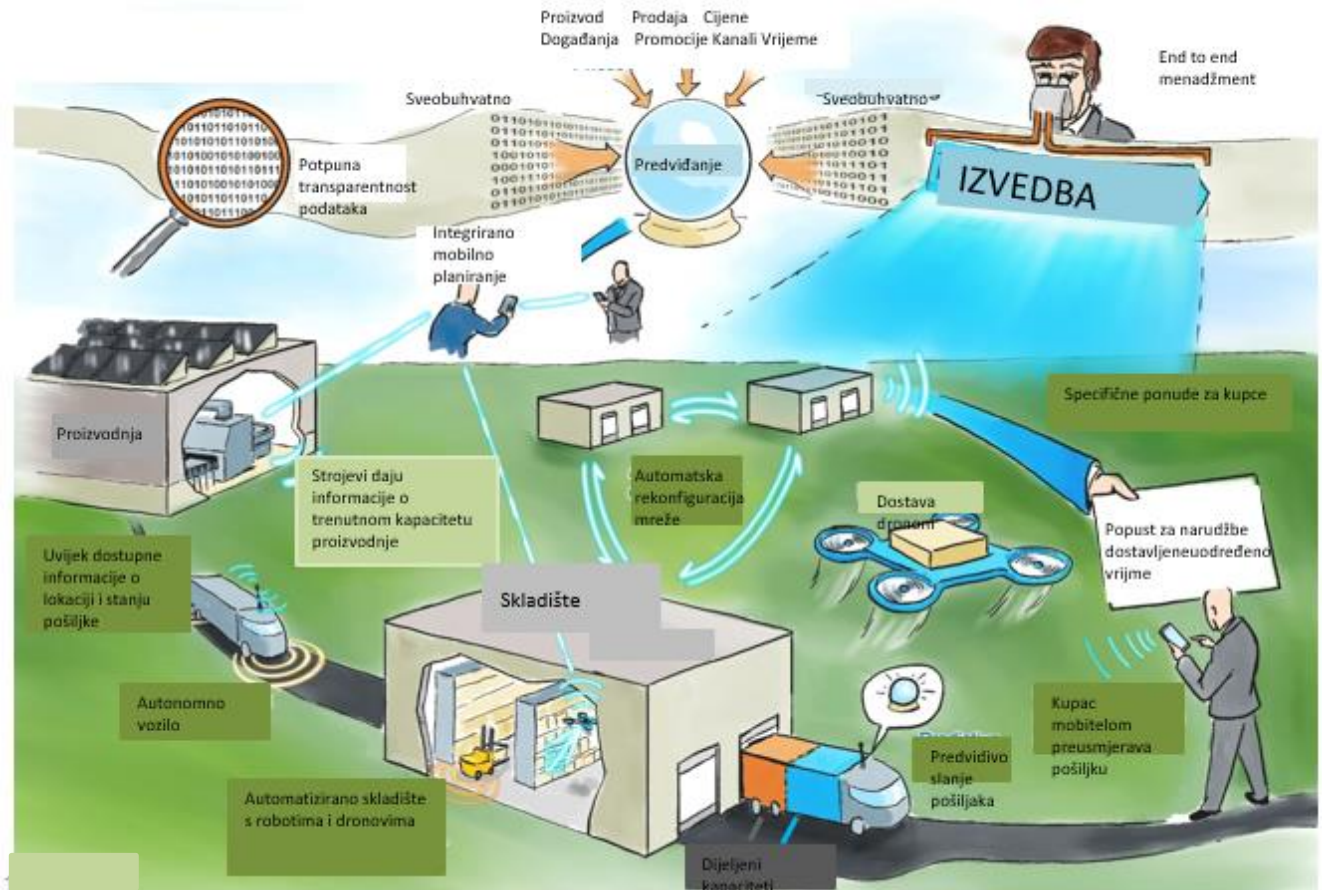 Proizvod Prodaja Cijene
Događanja Promocije Kanali Vrijeme
End to end
menadžment
Sveobuhvatno
Sveobuhvatno
Potpuna
transparentnost
podataka
Predviđanje
IZVEDBA
Integrirano
mobilno
planiranje
Specifične ponude za kupce
Proizvodnja
Strojevi daju
informacije o
trenutnom kapacitetu
proizvodnje
Automatska
rekonfiguracija
mreže
Dostava
dronom
Popust za narudžbe
dostavljeneuodređeno
vrijme
Uvijek dostupne
informacije o
lokaciji i stanju
pošiljke
Skladište
Autonomno
vozilo
Kupac
mobitelom
preusmjerava
pošiljku
Predvidivo
slanje
pošiljaka
Automatizirano skladište
s robotima i dronovima
Dijeljeni
kapaciteti